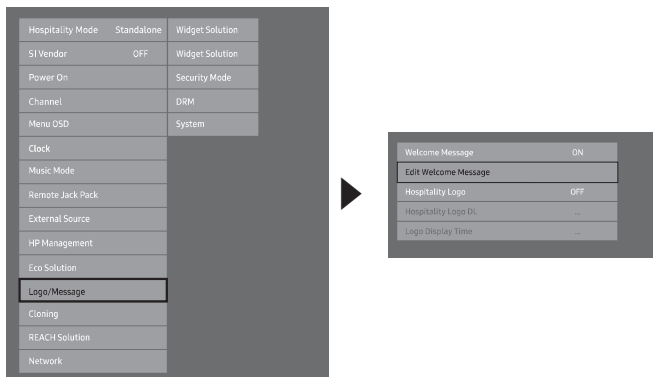 Hospitality Mode Standalone Widget Solution
SI Vendor OFF Widget Solution
Power On Security Mode
Channel DRM
Menu OSD System
Clock
Music Mode
Remote Jack Pack
External Source
HP Management
Eco Solution
Logo/Message
Cloning
REACH Solution
Network
Welcome Message ON
Edit Welcome Message
Hospitality Logo OFF
Hospitality Logo DL ...
Logo Display Time ...